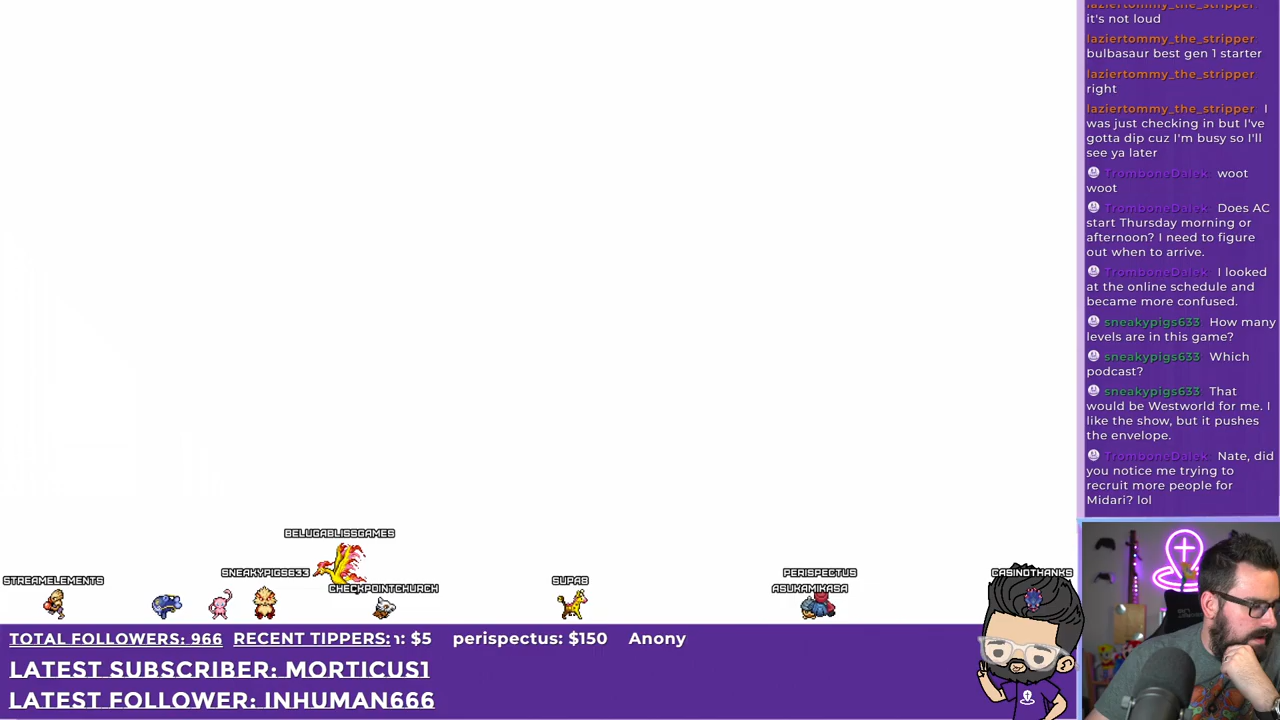 laziertommy_the_stripper
it's not loud
laziertommy_the_stripper
bulbasaur best gen 1 starter
laziertommy_the_stripper
right
laziertommy_the_stripper I
was just checking in but I've
gotta dip cuz I'm busy so I'll
see ya later
TromboneDalek woot
woot
TromboneDalek Does AC
start Thursday morning or
afternoon? I need to figure
out when to arrive.
TromboneDalek I looked
at the online schedule and
became more confused.
sneakypigs633 How many
levels are in this game?
sneakypigs633 Which
podcast?
sneakypigs633 That
would be Westworld for me. I
like the show, but it pushes
the envelope.
TromboneDalek Nate, did
you notice me trying to
recruit more people for
Midari? lol
BELUGABLISSGAMES
STREAMELEMENTS
SNEAKYPIGS633
CHECKPOINTCHURCH
SUPAB
PERISPECTUS
ASUKAMIKASA
CASINOTHANKS
TOTAL FOLLOWERS: 966 RECENT TIPPERS: : $5 perispectus: $150 Anony
LATEST SUBSCRIBER: MORTICUS1
LATEST FOLLOWER: INHUMAN666